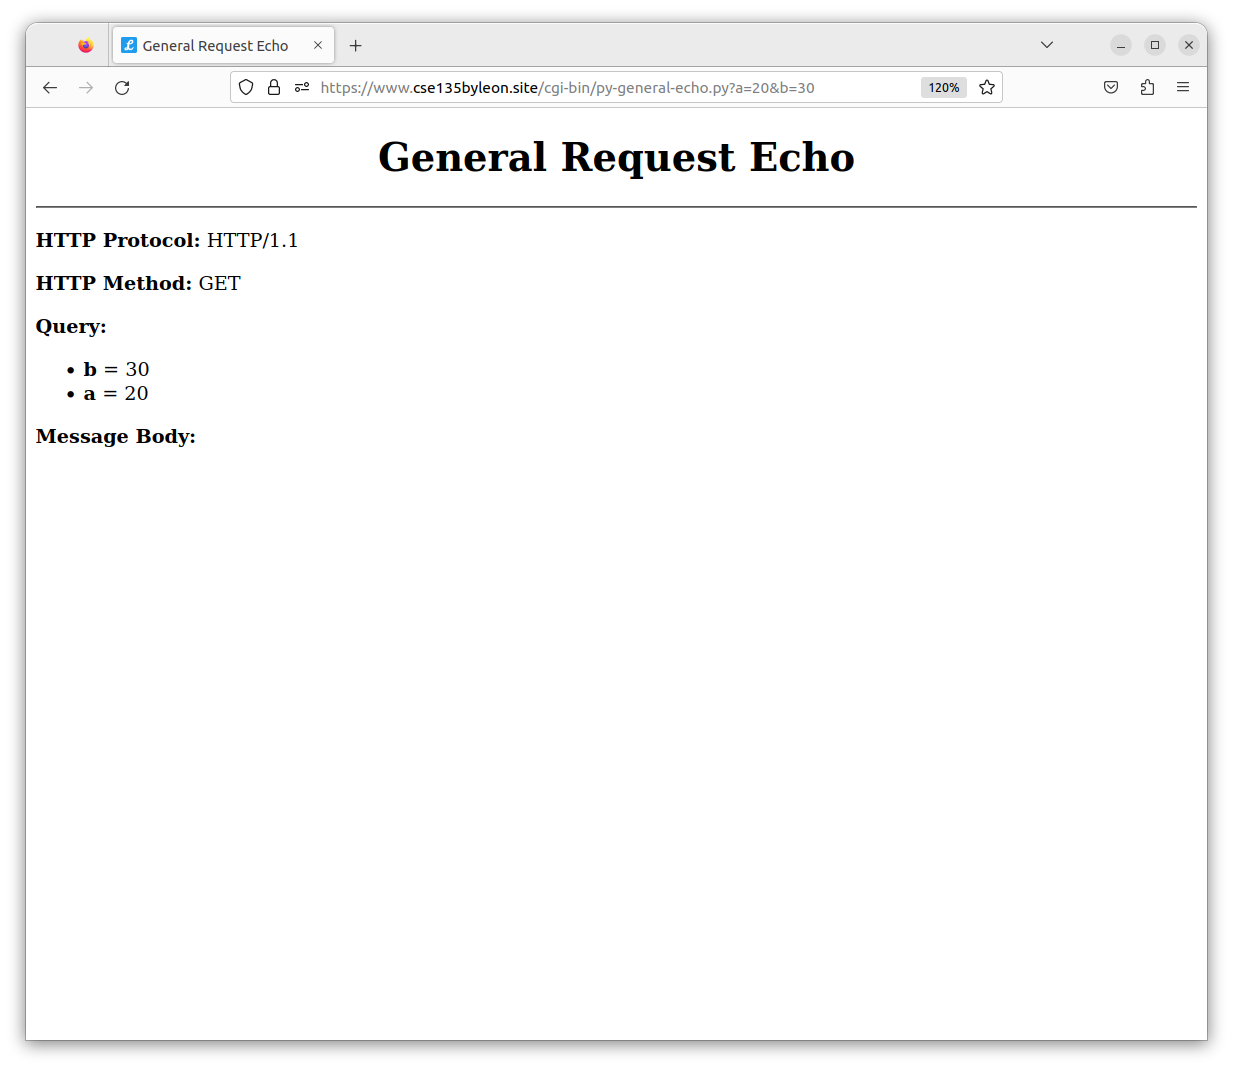 General Request Echo
https://www.cse135byleon.site/cgi-bin/py-general-echo.py?a=20&b=30
120%
General Request Echo
HTTP Protocol: HTTP/1.1
HTTP Method: GET
Query:
• b = 30
• a = 20
Message Body: